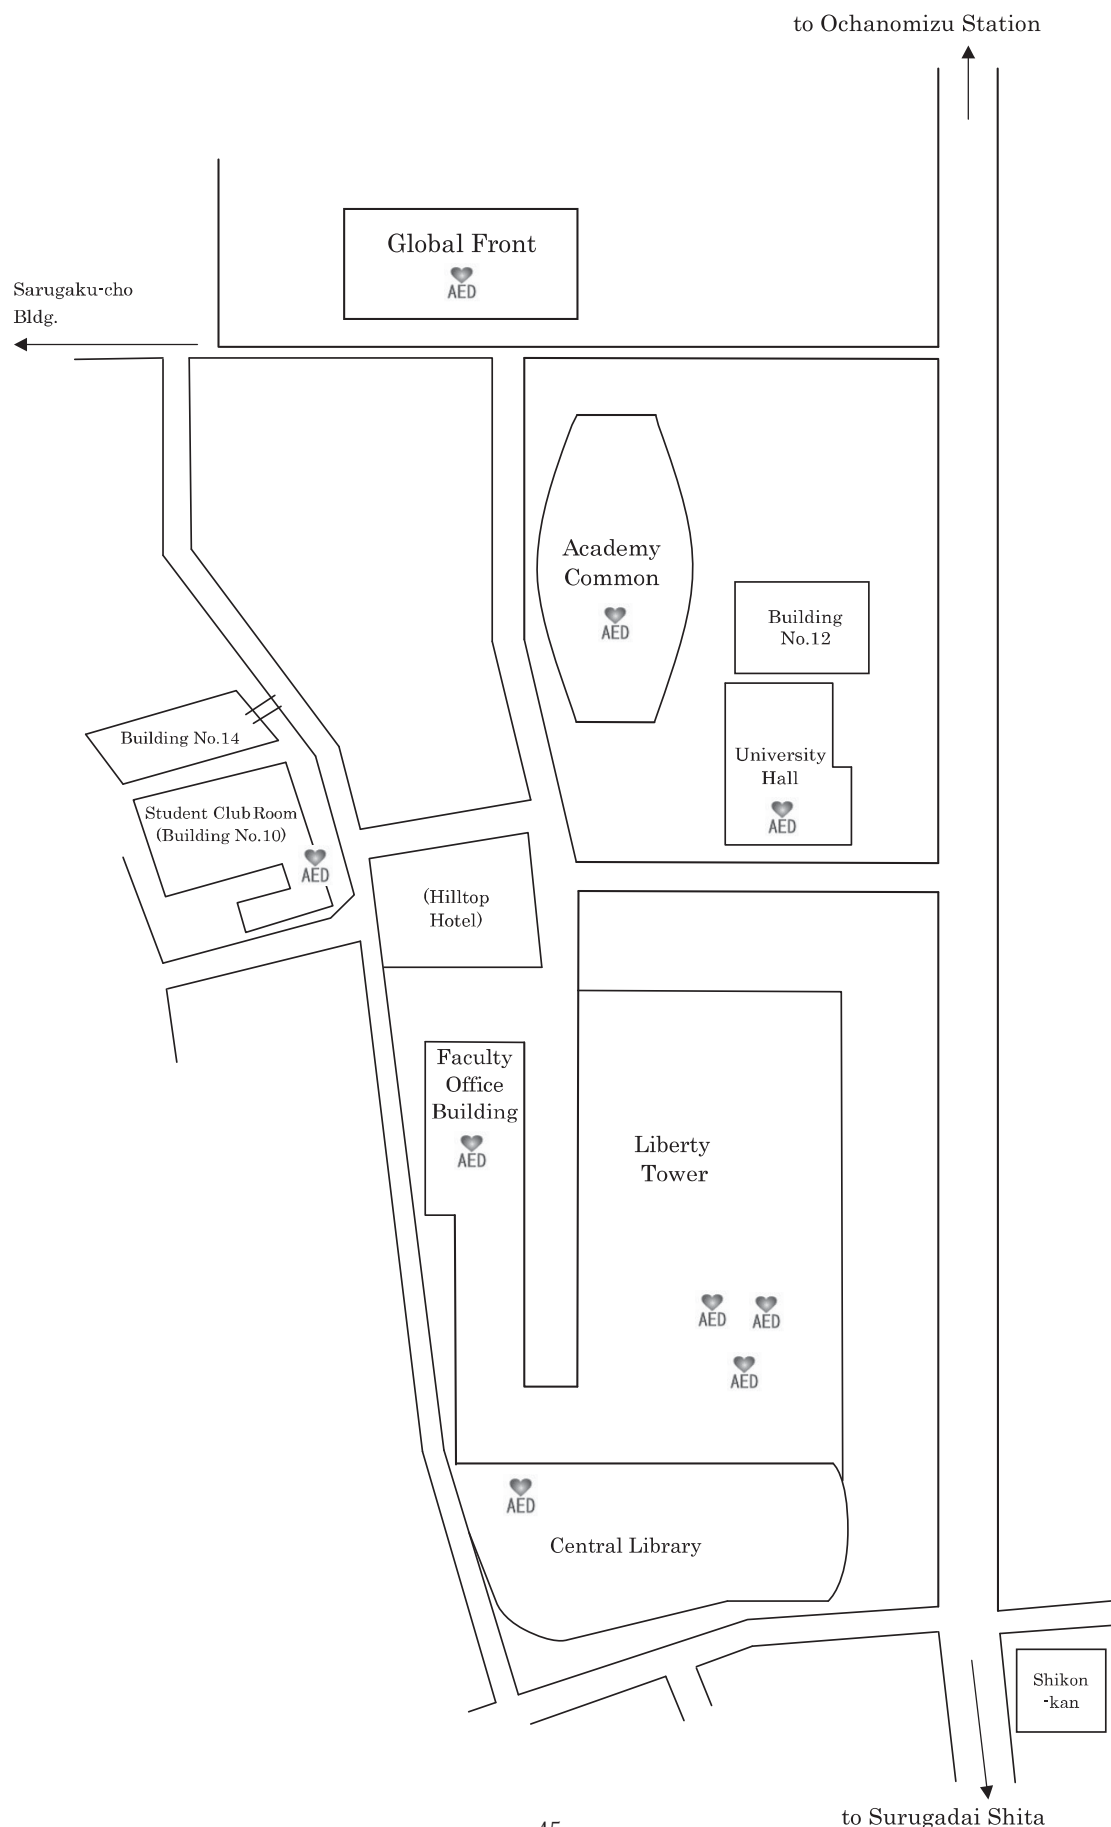 to Ochanomizu Station
Global Front
AED
Sarugaku-cho
Bldg.
Academy
Common
AED
Building
No.12
Building No.14
University
Hall
AED
Student Club Room
(Building No.10)
AED
(Hilltop
Hotel)
Faculty
Office
Building
AED
Liberty
Tower
AED
AED
AED
AED
Central Library
Shikon
-kan
to Surugadai Shita
45